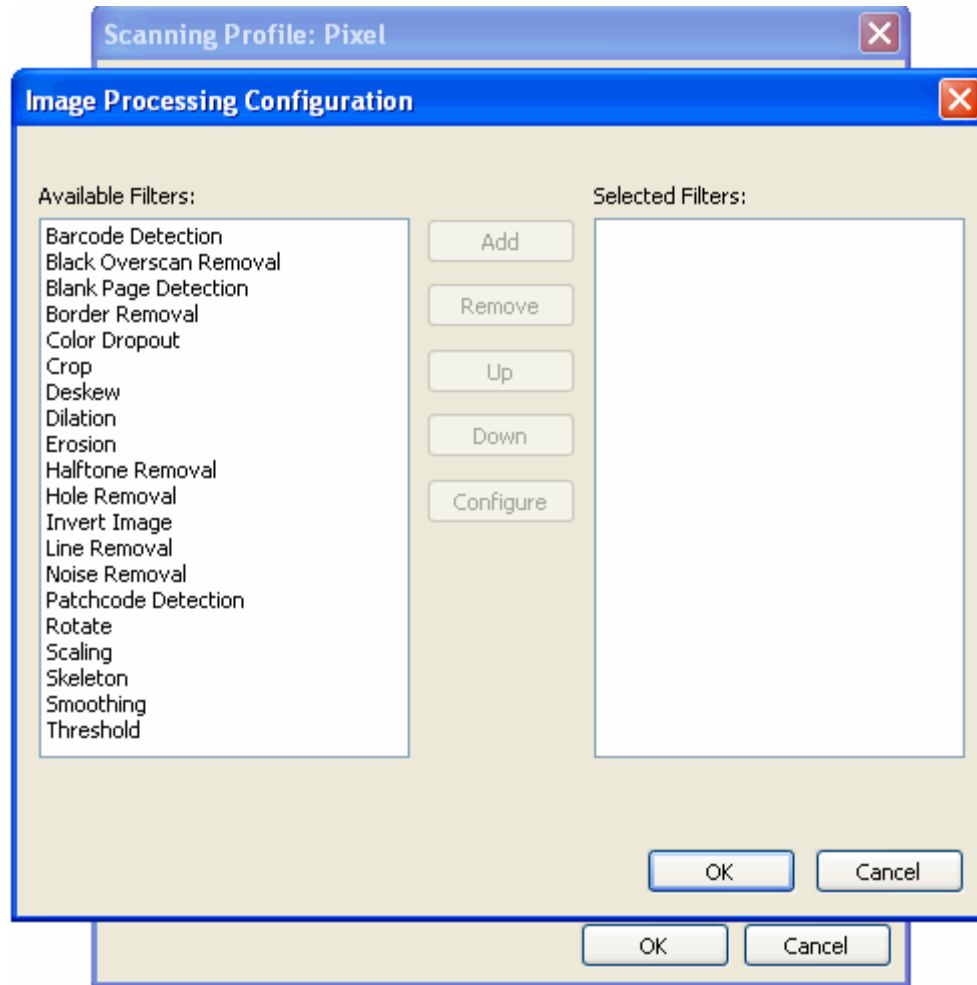 Scanning Profile: Pixel
Image Processing Configuration
Available Filters:
Barcode Detection
Black Overscan Removal
Blank Page Detection
Border Removal
Color Dropout
Crop
Deskew
Dilation
Erosion
Halftone Removal
Hole Removal
Invert Image
Line Removal
Noise Removal
Patchcode Detection
Rotate
Scaling
Skeleton
Smoothing
Threshold
Add
Remove
Up
Down
Configure
Selected Filters:
OK Cancel
OK Cancel